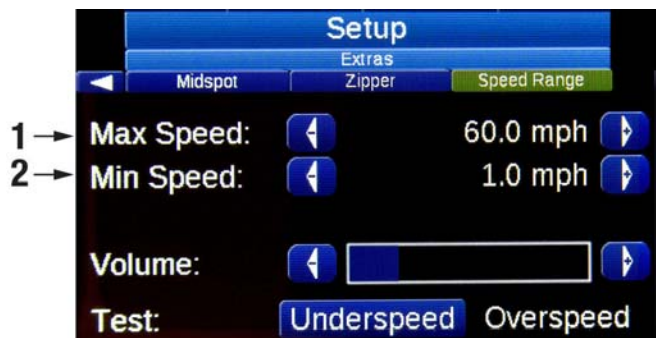 Setup
Extras
Midspot Zipper Speed Range
1 Max Speed: - 60.0 mph +
2 Min Speed: - 1.0 mph +
Volume: - +
Test: Underspeed Overspeed